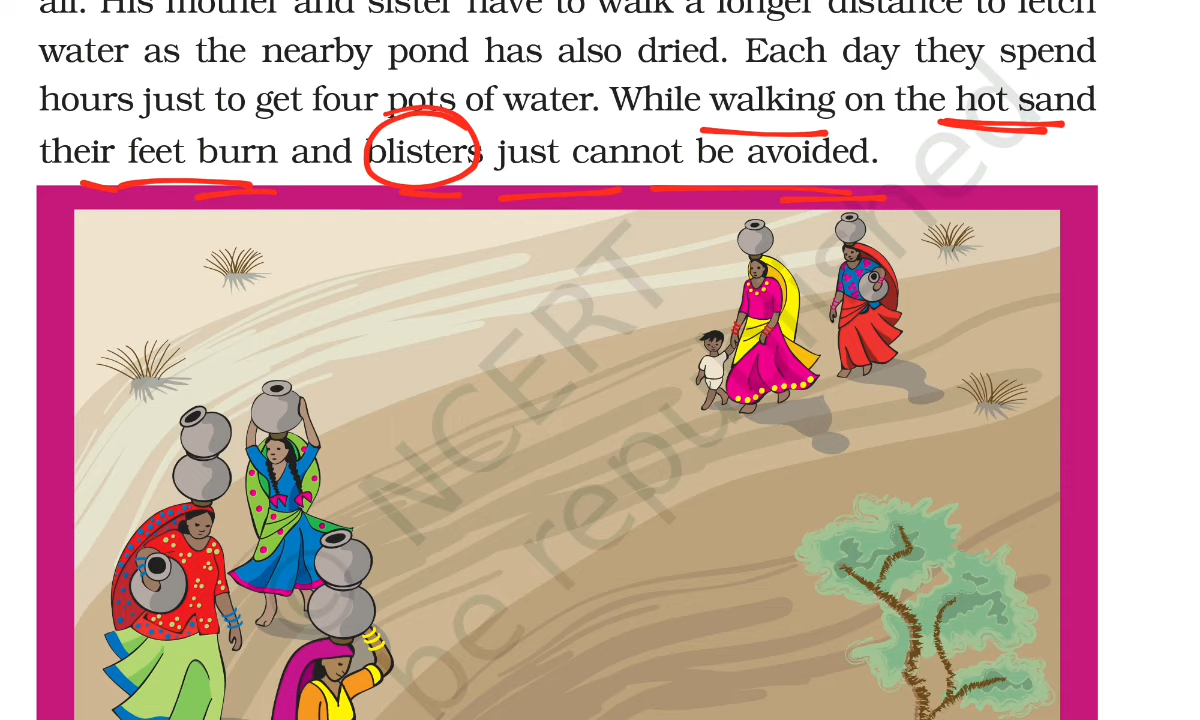 all. His mother and sister have to walk a longer distance to fetch
water as the nearby pond has also dried. Each day they spend
hours just to get four pots of water. While walking on the hot sand
their feet burn and blisters just cannot be avoided.
NCERT
be republished